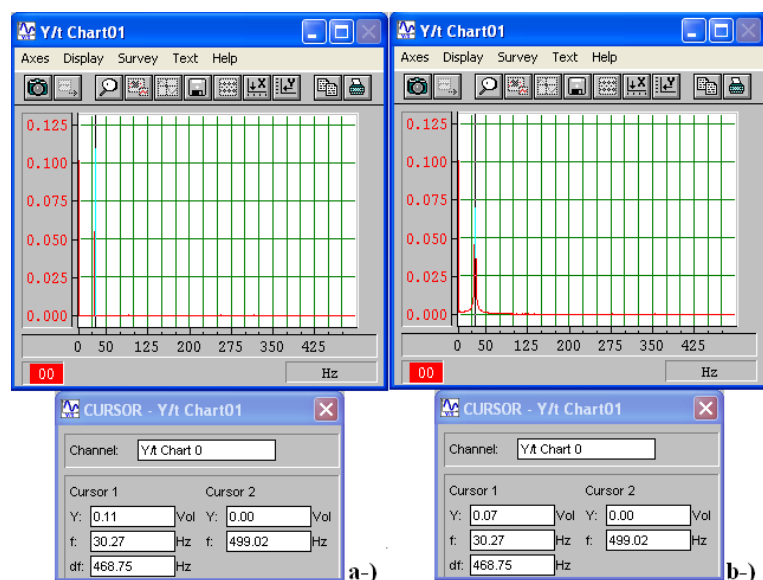 Y/t Chart01
Axes Display Survey Text Help
0.125
0.100
0.075
0.050
0.025
0.000
0 50 125 200 275 350 425
00 Hz
CURSOR - Y/t Chart01
Channel: Y/t Chart 0
Cursor 1 Cursor 2
Y: 0.11 Vol Y: 0.00 Vol
f: 30.27 Hz f: 499.02 Hz
df: 468.75 Hz
a-)
Y/t Chart01
Axes Display Survey Text Help
0.125
0.100
0.075
0.050
0.025
0.000
0 50 125 200 275 350 425
00 Hz
CURSOR - Y/t Chart01
Channel: Y/t Chart 0
Cursor 1 Cursor 2
Y: 0.07 Vol Y: 0.00 Vol
f: 30.27 Hz f: 499.02 Hz
df: 468.75 Hz
b-)